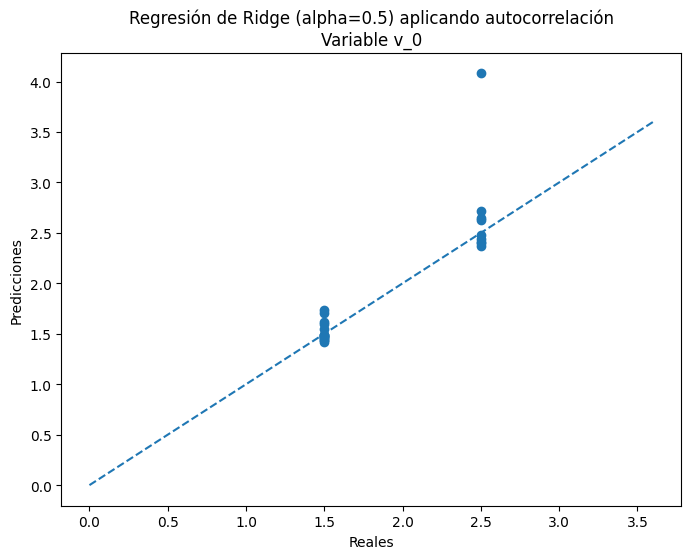 Regresión de Ridge (alpha=0.5) aplicando autocorrelación
Variable v_0
Predicciones
4.0
3.5
3.0
2.5
2.0
1.5
1.0
0.5
0.0
0.0 0.5 1.0 1.5 2.0 2.5 3.0 3.5
Reales